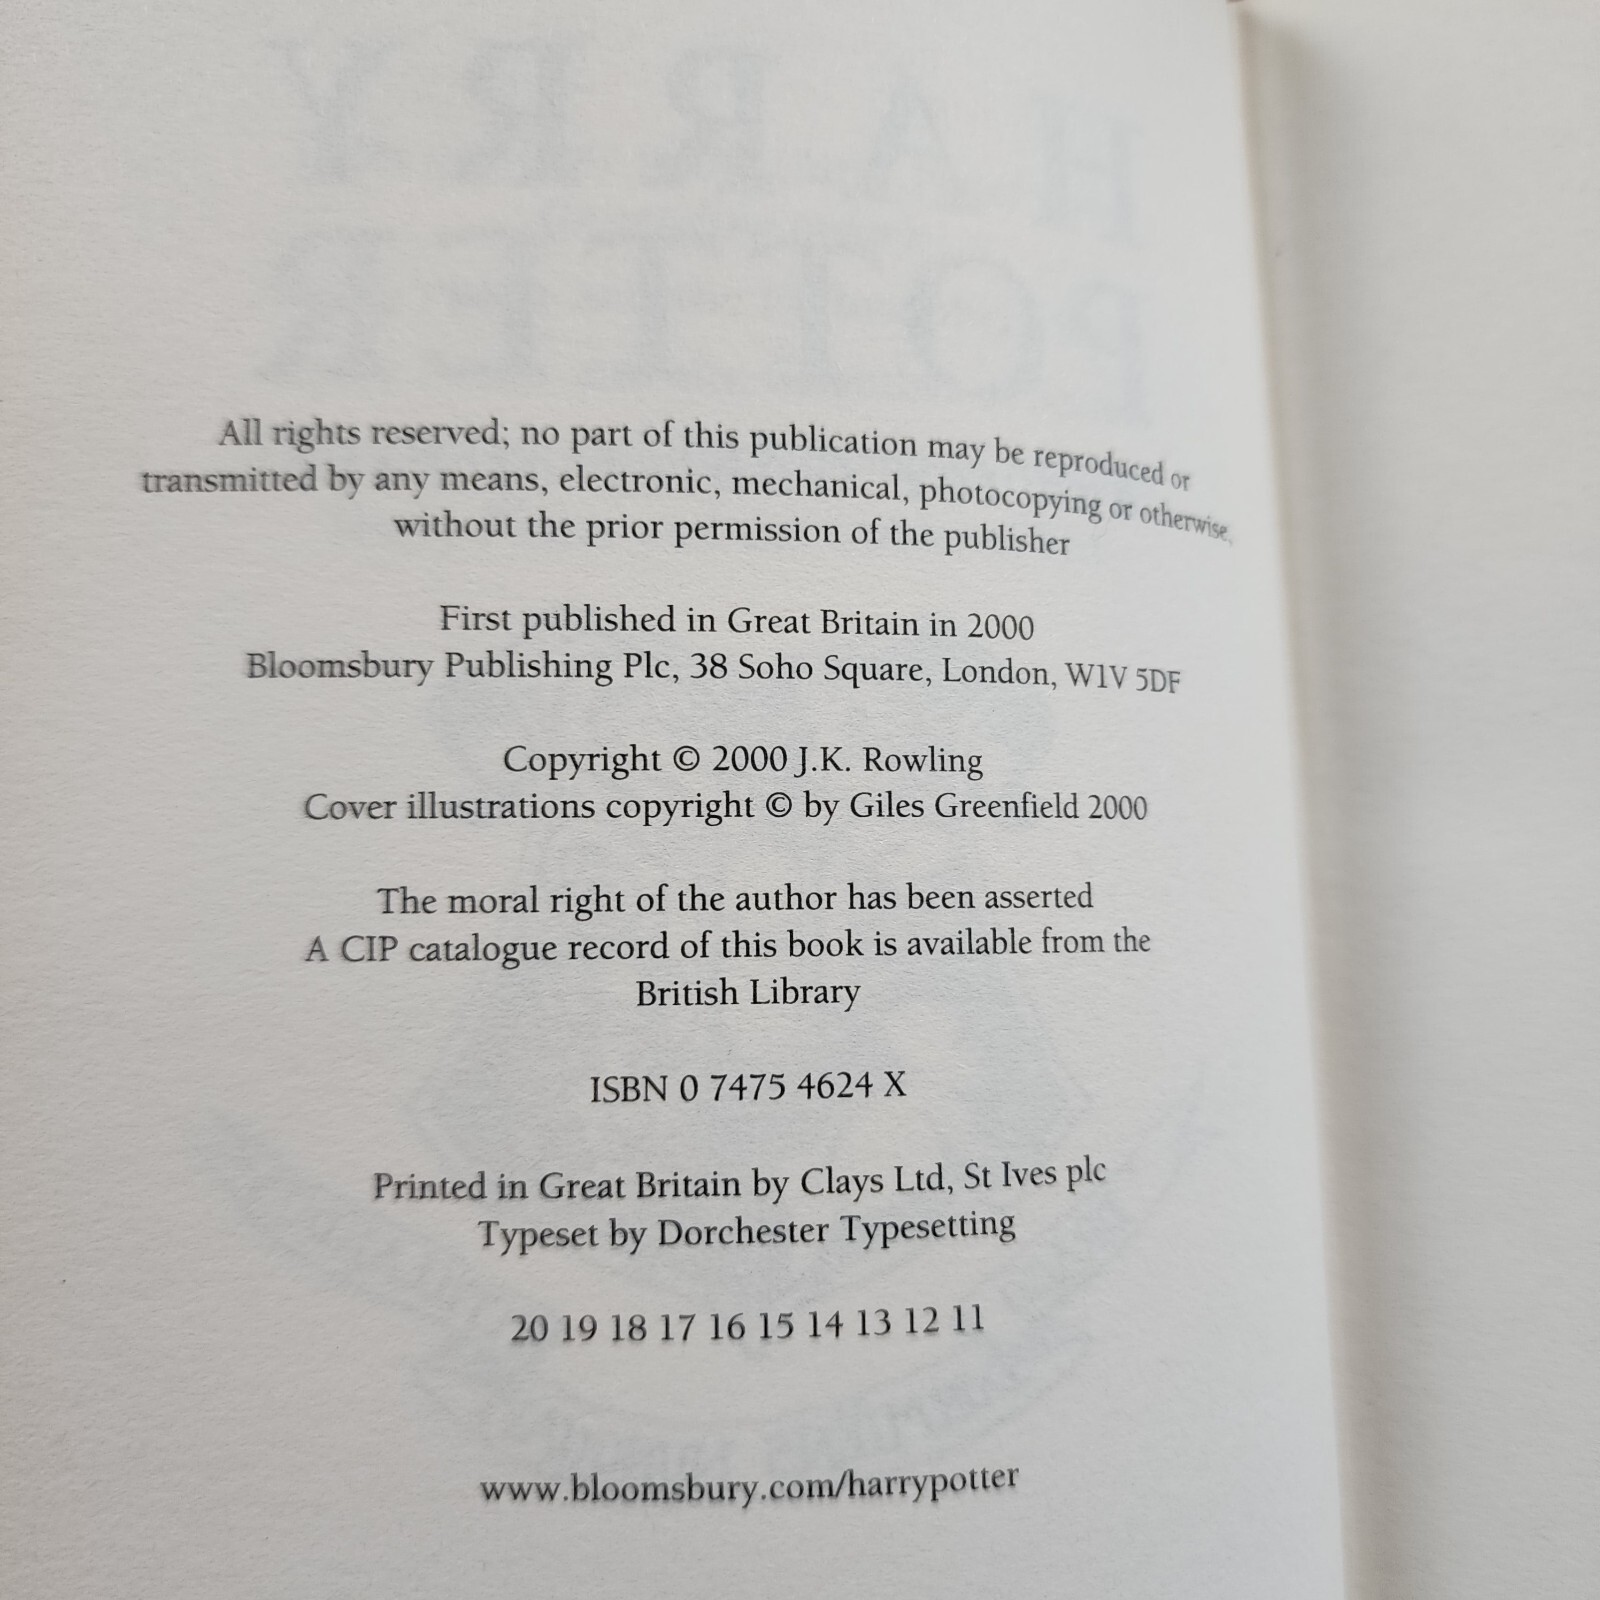 All rights reserved; no part of this publication may be reproduced or
transmitted by any means, electronic, mechanical, photocopying or otherwise,
without the prior permission of the publisher
First published in Great Britain in 2000
Bloomsbury Publishing Plc, 38 Soho Square, London, W1V 5DF
Copyright © 2000 J.K. Rowling
Cover illustrations copyright © by Giles Greenfield 2000
The moral right of the author has been asserted
A CIP catalogue record of this book is available from the
British Library
ISBN 0 7475 4624 X
Printed in Great Britain by Clays Ltd, St Ives plc
Typeset by Dorchester Typesetting
20 19 18 17 16 15 14 13 12 11
www.bloomsbury.com/harrypotter